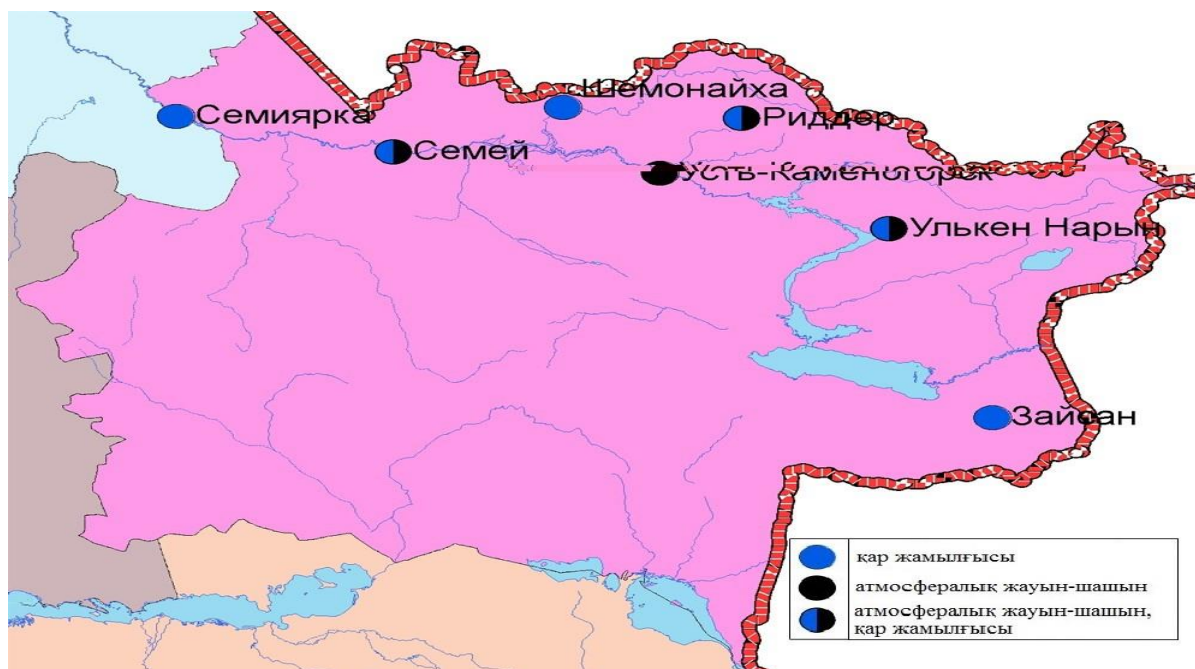 Шемонайха
Семиярка
Риддер
Семей
Усть-Каменогорск
Улькен Нарын
Зайсан
қар жамылғысы
атмосфералық жауын-шашын
атмосфералық жауын-шашын,
қар жамылғысы